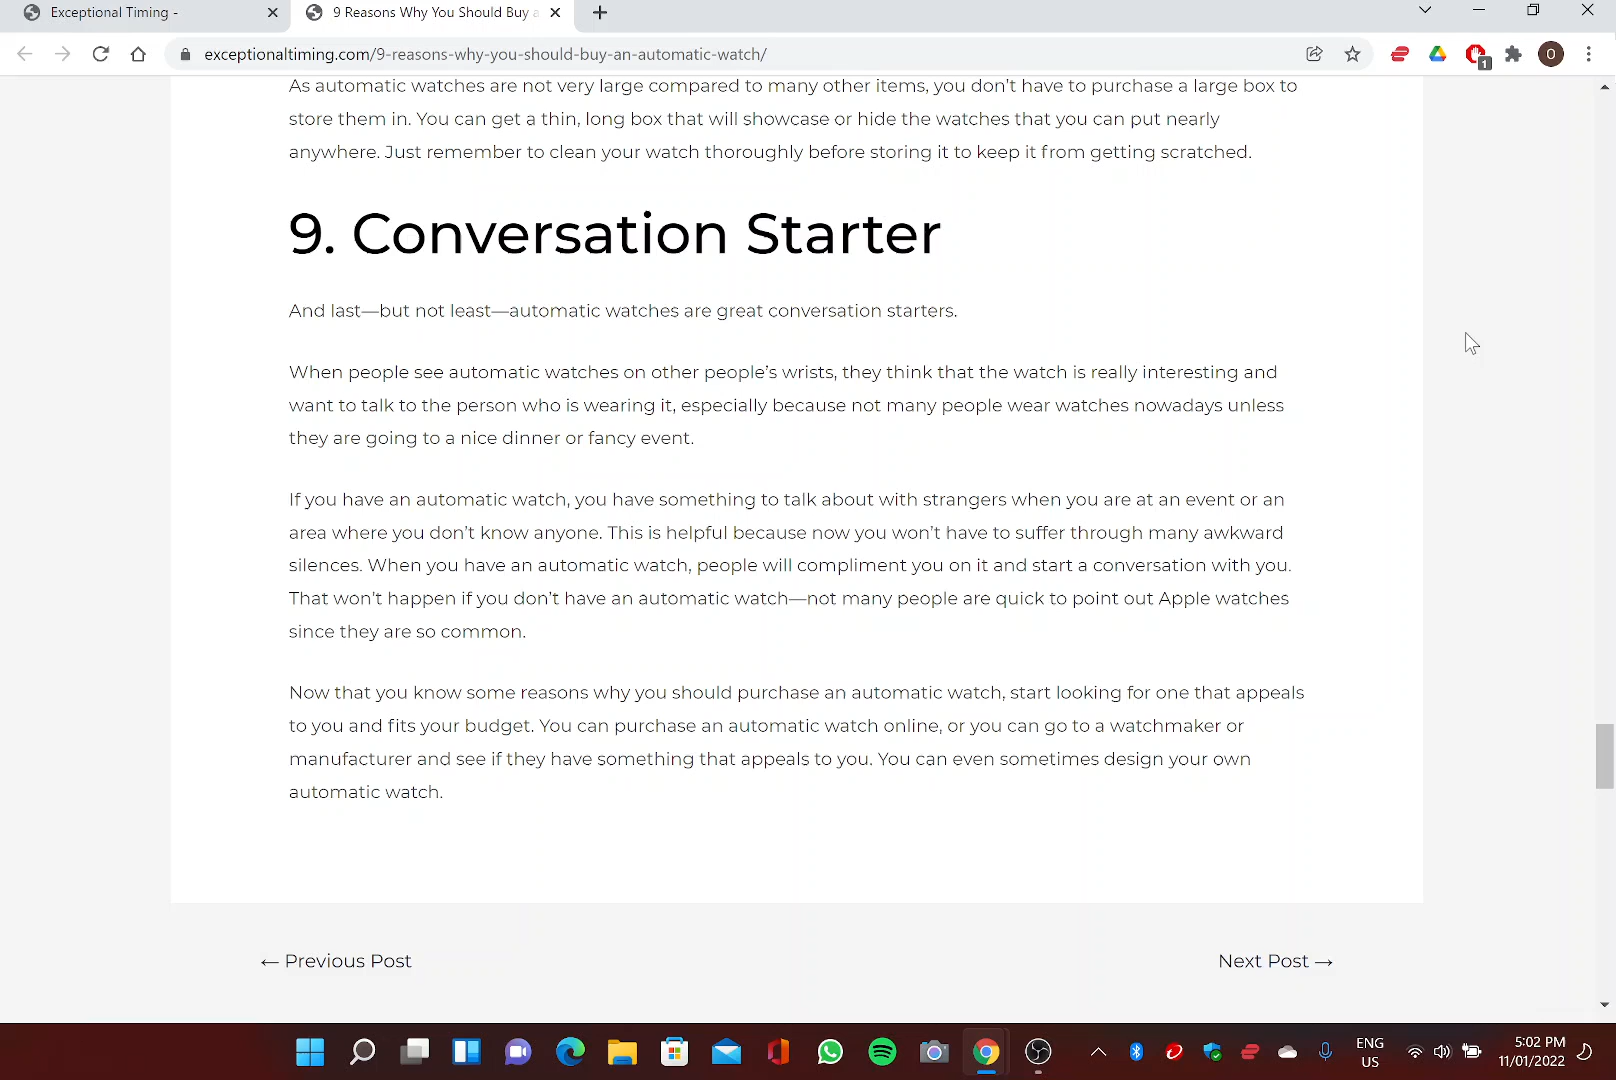 Exceptional Timing -
9 Reasons Why You Should Buy a
exceptionaltiming.com/9-reasons-why-you-should-buy-an-automatic-watch/
1
O
As automatic watches are not very large compared to many other items, you don't have to purchase a large box to
store them in. You can get a thin, long box that will showcase or hide the watches that you can put nearly
anywhere. Just remember to clean your watch thoroughly before storing it to keep it from getting scratched.
9. Conversation Starter
And last—but not least—automatic watches are great conversation starters.
When people see automatic watches on other people's wrists, they think that the watch is really interesting and
want to talk to the person who is wearing it, especially because not many people wear watches nowadays unless
they are going to a nice dinner or fancy event.
If you have an automatic watch, you have something to talk about with strangers when you are at an event or an
area where you don't know anyone. This is helpful because now you won't have to suffer through many awkward
silences. When you have an automatic watch, people will compliment you on it and start a conversation with you.
That won't happen if you don't have an automatic watch—not many people are quick to point out Apple watches
since they are so common.
Now that you know some reasons why you should purchase an automatic watch, start looking for one that appeals
to you and fits your budget. You can purchase an automatic watch online, or you can go to a watchmaker or
manufacturer and see if they have something that appeals to you. You can even sometimes design your own
automatic watch.
← Previous Post
Next Post →
ENG
US
5:02 PM
11/01/2022